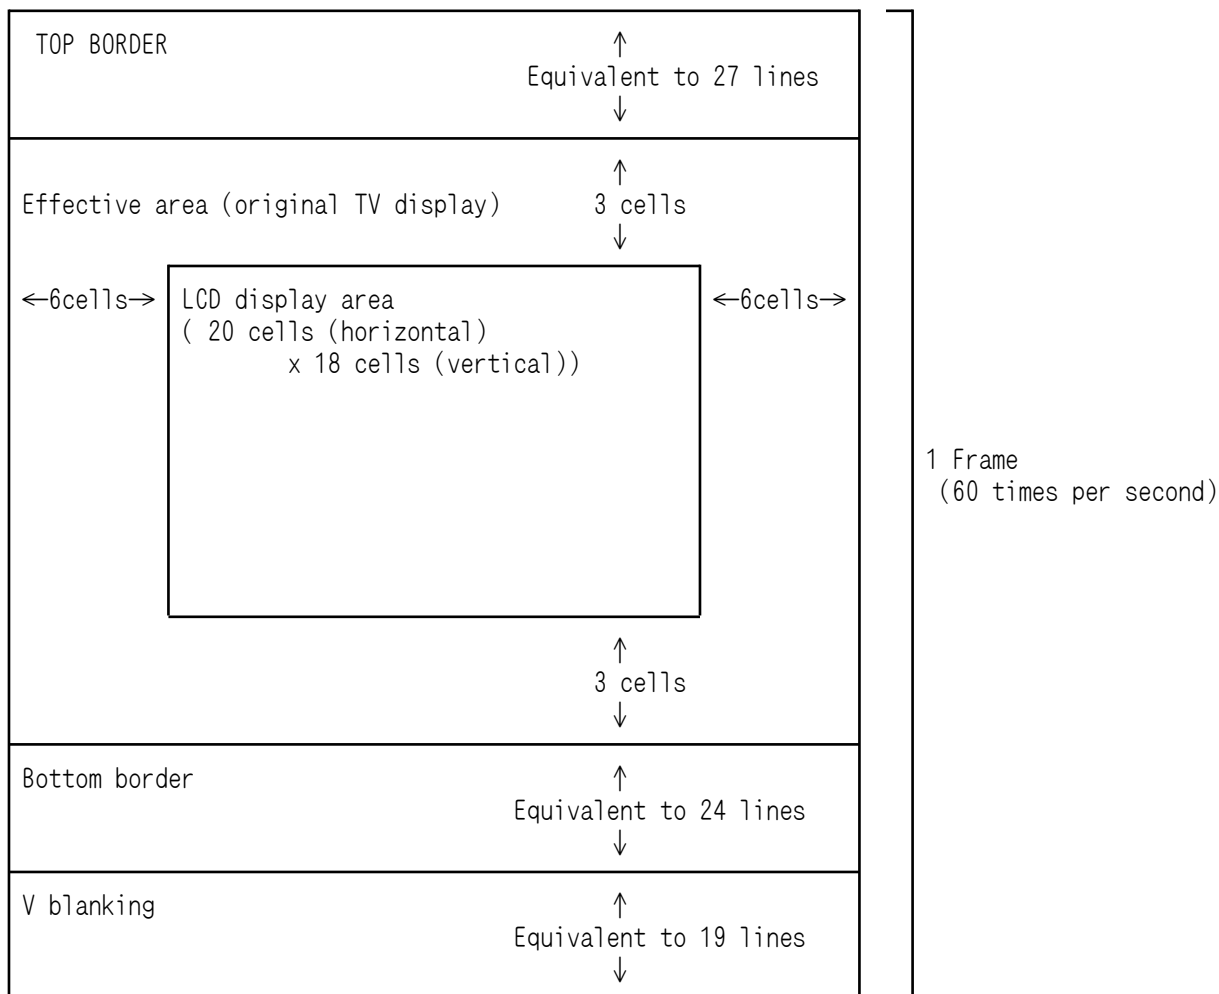 TOP BORDER
↑
Equivalent to 27 lines
↓
↑
Effective area (original TV display) 3 cells
↓
←6cells→ LCD display area ←6cells→
( 20 cells (horizontal)
x 18 cells (vertical))
1 Frame
(60 times per second)
↑
3 cells
↓
Bottom border ↑
Equivalent to 24 lines
↓
V blanking ↑
Equivalent to 19 lines
↓